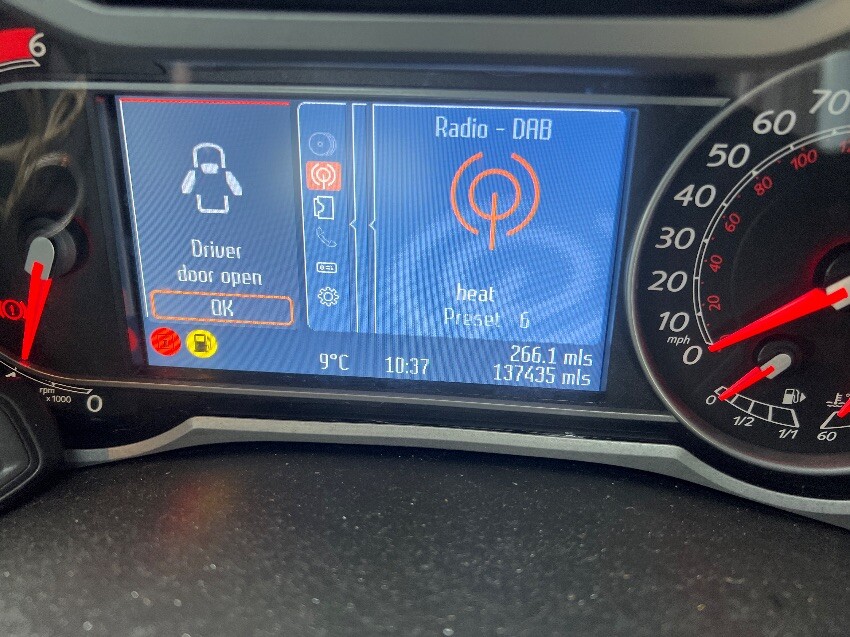 6
Radio - DAB
Driver
door open
OK
heat
Preset 6
9°C
10:37
266.1 mls
137435 mls
rpm
x1000
0
70
60
50
40
30
20
10
mph
0
100
80
60
40
20
0
1/2
1/1
60